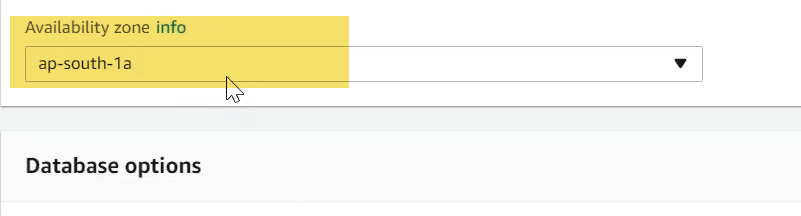 Availability zone info
ap-south-1a
Database options